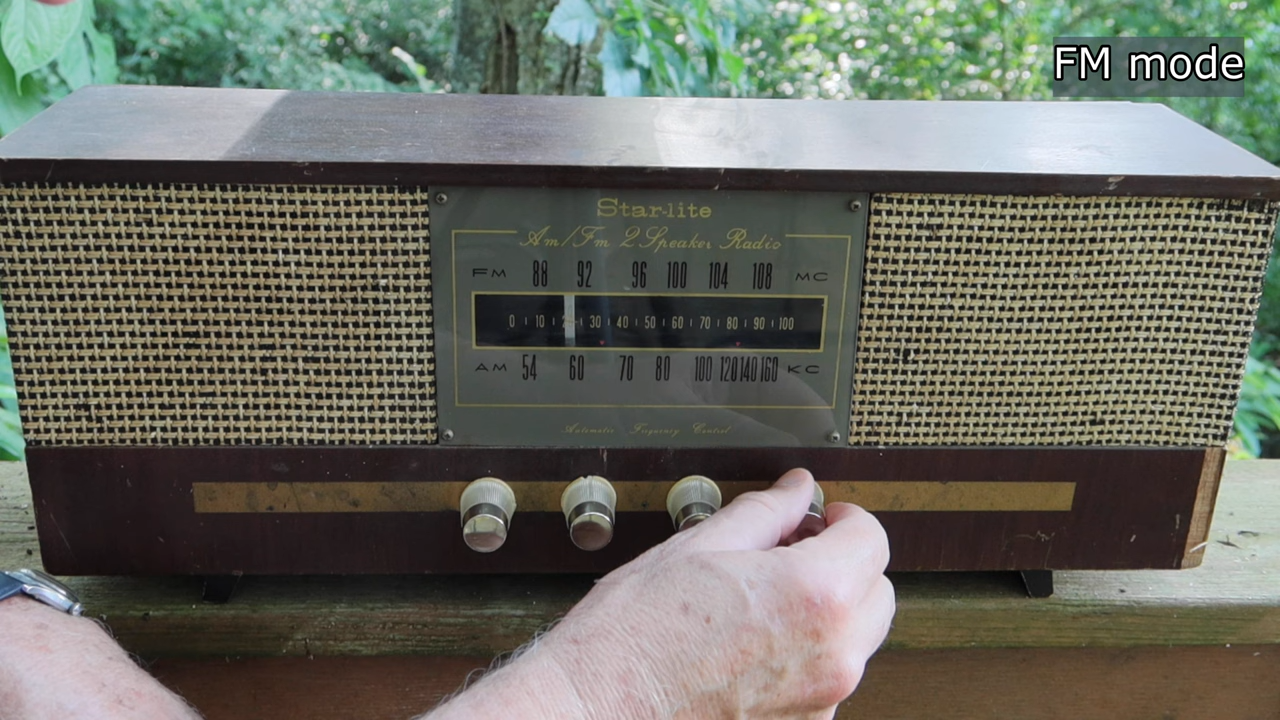 FM mode
Star-lite
Am/Fm 2 Speaker Radio
FM 88 92 96 100 104 108 MC
0 10 2 30 40 50 60 70 80 90 100
AM 54 60 70 80 100 120 140 160 KC
Automatic Frequency Control